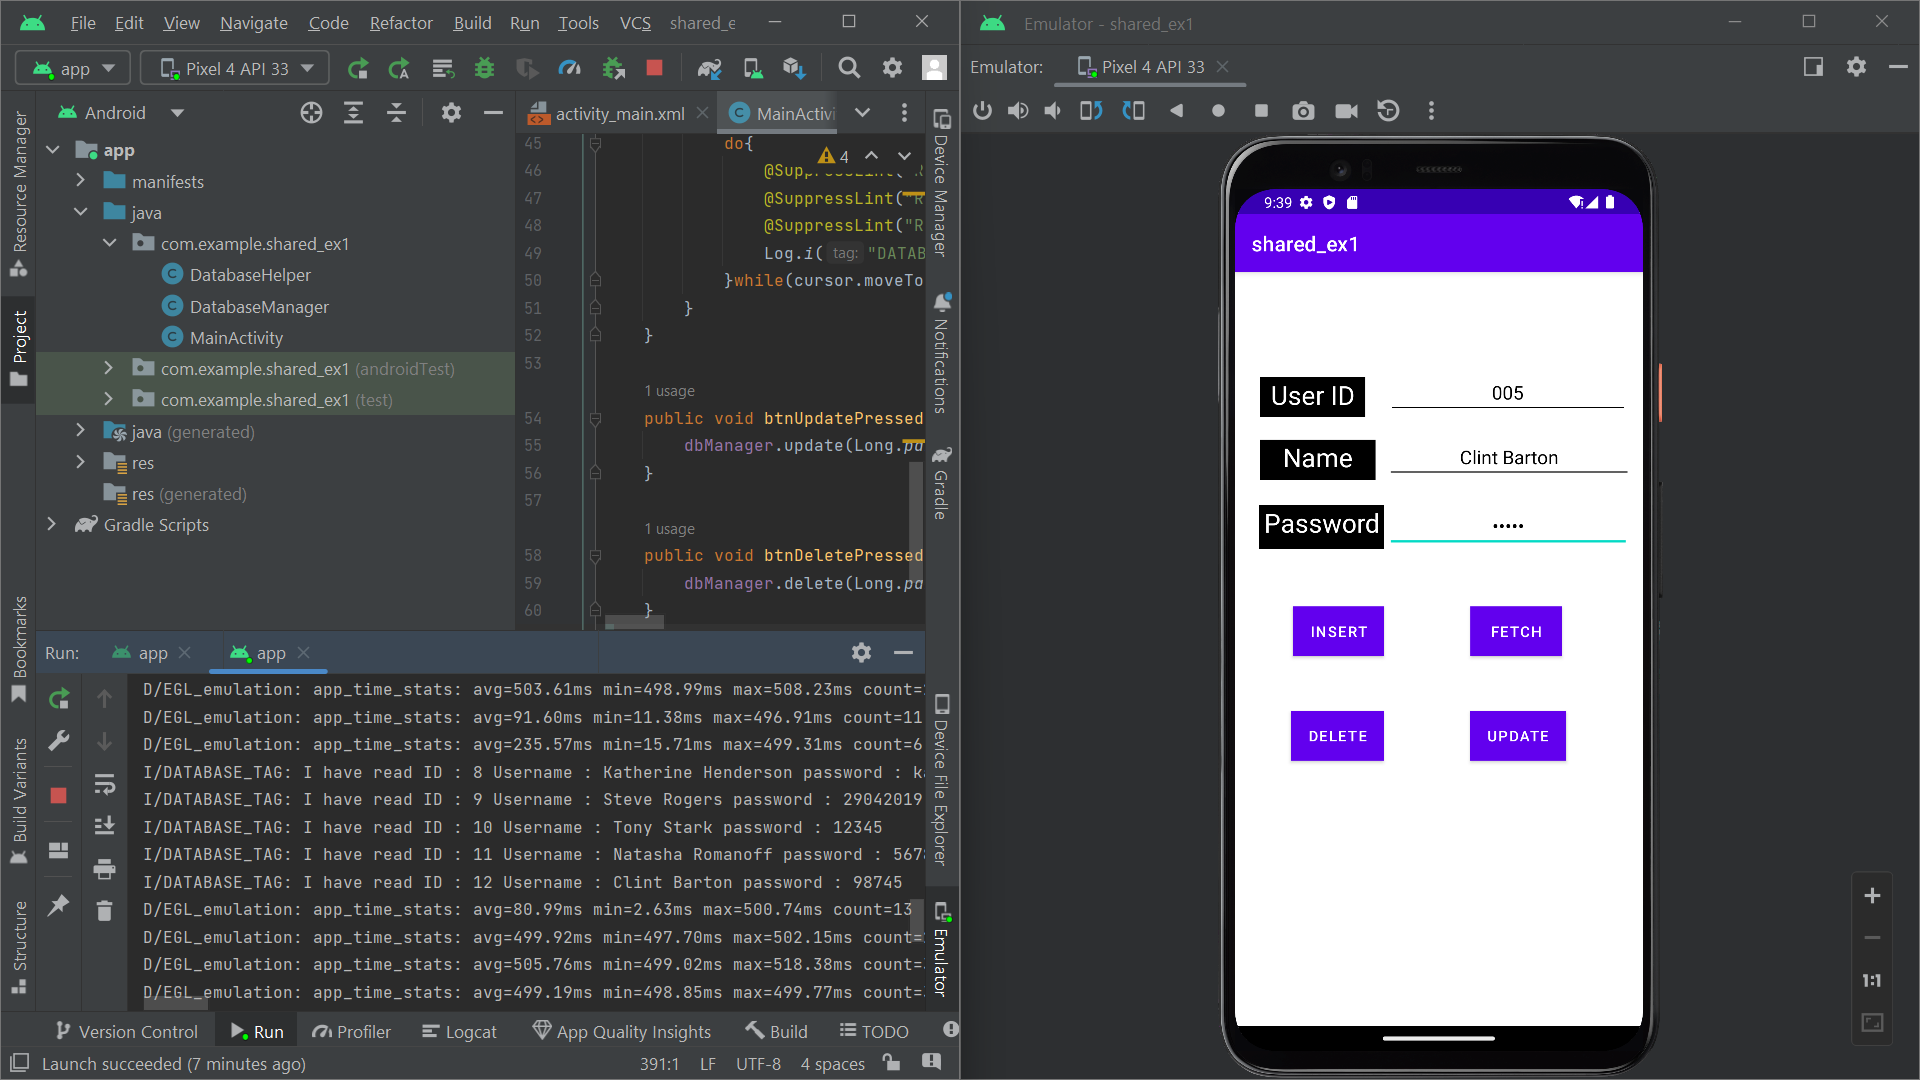 File Edit View Navigate Code Refactor Build Run Tools VCS shared_e
app Pixel 4 API 33
Android
activity_main.xml
MainActivi
app
manifests
java
com.example.shared_ex1
DatabaseHelper
DatabaseManager
MainActivity
com.example.shared_ex1 (androidTest)
com.example.shared_ex1 (test)
java (generated)
res
res (generated)
Gradle Scripts
Resource Manager
Project
Bookmarks
Build Variants
Structure
4
45 do{
46 @SuppressLint("R
47 @SuppressLint("R
48 @SuppressLint("R
49 Log.i( tag: "DATAB
50 }while(cursor.moveTo
51 }
52 }
53
1 usage
54 public void btnUpdatePressed
55 dbManager.update(Long.pa
56 }
57
1 usage
58 public void btnDeletePressed
59 dbManager.delete(Long.pa
60 }
Device Manager
Notifications
Gradle
Device File Explorer
Emulator
Run: app app
D/EGL_emulation: app_time_stats: avg=503.61ms min=498.99ms max=508.23ms count=
D/EGL_emulation: app_time_stats: avg=91.60ms min=11.38ms max=496.91ms count=11
D/EGL_emulation: app_time_stats: avg=235.57ms min=15.71ms max=499.31ms count=6
I/DATABASE_TAG: I have read ID : 8 Username : Katherine Henderson password : ka
I/DATABASE_TAG: I have read ID : 9 Username : Steve Rogers password : 29042019
I/DATABASE_TAG: I have read ID : 10 Username : Tony Stark password : 12345
I/DATABASE_TAG: I have read ID : 11 Username : Natasha Romanoff password : 567
I/DATABASE_TAG: I have read ID : 12 Username : Clint Barton password : 98745
D/EGL_emulation: app_time_stats: avg=80.99ms min=2.63ms max=500.74ms count=13
D/EGL_emulation: app_time_stats: avg=499.92ms min=497.70ms max=502.15ms count=
D/EGL_emulation: app_time_stats: avg=505.76ms min=499.02ms max=518.38ms count=
D/EGL_emulation: app_time_stats: avg=499.19ms min=498.85ms max=499.77ms count=
Version Control Run Profiler Logcat App Quality Insights Build TODO
Launch succeeded (7 minutes ago) 391:1 LF UTF-8 4 spaces
Emulator - shared_ex1
Emulator: Pixel 4 API 33
9:39
shared_ex1
User ID 005
Name Clint Barton
Password •••••
INSERT FETCH
DELETE UPDATE
1:1